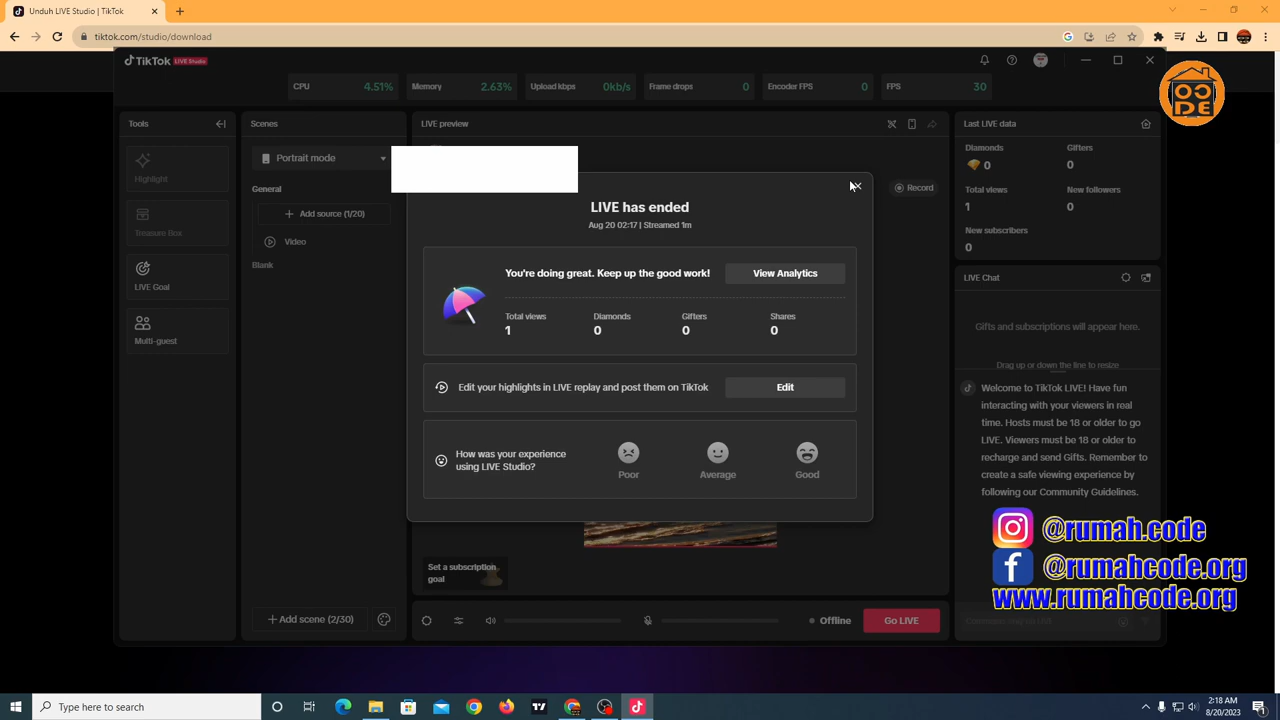 Unduh LIVE Studio | TikTok
tiktok.com/studio/download
TikTok LIVE Studio
CPU 4.51%
Memory 2.63%
Upload kbps 0kb/s
Frame drops 0
Encoder FPS 0
FPS 30
Tools
Highlight
Treasure Box
LIVE Goal
Multi-guest
Scenes
Portrait mode
General
Add source (1/20)
Video
Blank
Add scene (2/30)
LIVE preview
Record
LIVE has ended
Aug 20 02:17 | Streamed 1m
You're doing great. Keep up the good work!
View Analytics
Total views Diamonds Gifters Shares
1 0 0 0
Edit your highlights in LIVE replay and post them on TikTok
Edit
How was your experience
using LIVE Studio?
Poor Average Good
Set a subscription
goal
Offline
Go LIVE
Last LIVE data
Diamonds Gifters
0 0
Total views New followers
1 0
New subscribers
0
LIVE Chat
Gifts and subscriptions will appear here.
Drag up or down the line to resize
Welcome to TikTok LIVE! Have fun
interacting with your viewers in real
time. Hosts must be 18 or older to go
LIVE. Viewers must be 18 or older to
recharge and send Gifts. Remember to
create a safe viewing experience by
following our Community Guidelines.
@rumah.code
@rumahcode.org
www.rumahcode.org
Type here to search
2:18 AM
8/20/2023